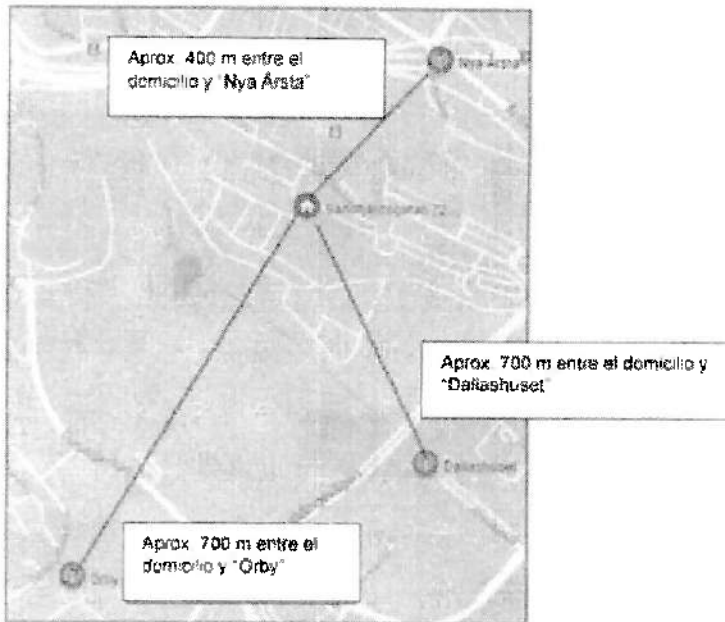 Aprox. 400 m entre el
domicilio y "Nya Årsta"
Nya Årsta
Aprox. 700 m entre el domicilio y
"Dallashuset"
Dallashuset
Aprox. 700 m entre el
domicilio y "Örby"
Örby